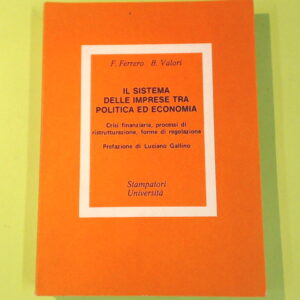 F. Ferrero B. Valori
IL SISTEMA
DELLE IMPRESE TRA
POLITICA ED ECONOMIA
Crisi finanziaria, processi di
ristrutturazione, forme di regolazione
Prefazione di Luciano Gallino
Stampatori
Università